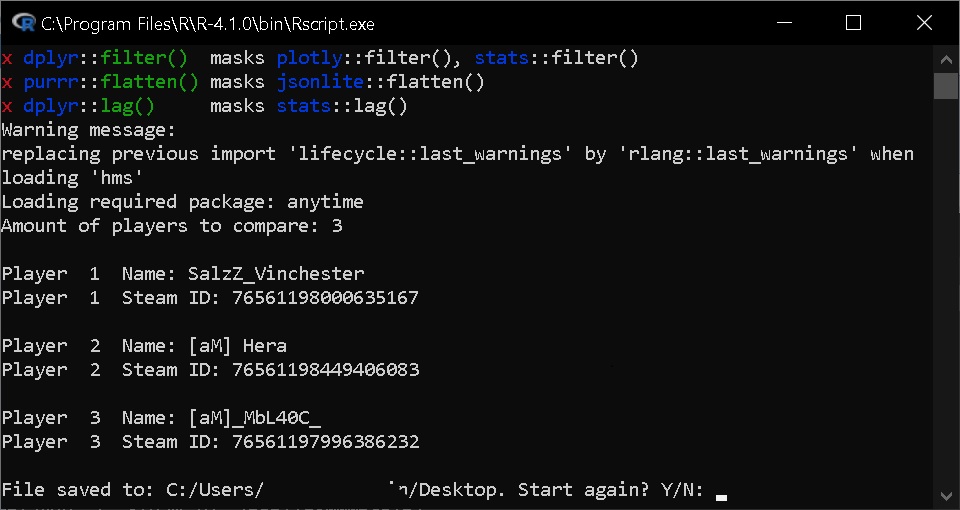 C:\Program Files\R\R-4.1.0\bin\Rscript.exe
x dplyr::filter()  masks plotly::filter(), stats::filter()
x purrr::flatten() masks jsonlite::flatten()
x dplyr::lag()     masks stats::lag()
Warning message:
replacing previous import 'lifecycle::last_warnings' by 'rlang::last_warnings' when
loading 'hms'
Loading required package: anytime
Amount of players to compare: 3
Player  1  Name: SalzZ_Vinchester
Player  1  Steam ID: 76561198000635167
Player  2  Name: [aM] Hera
Player  2  Steam ID: 76561198449406083
Player  3  Name: [aM]_MbL40C_
Player  3  Steam ID: 76561197996386232
File saved to: C:/Users/ n/Desktop. Start again? Y/N: